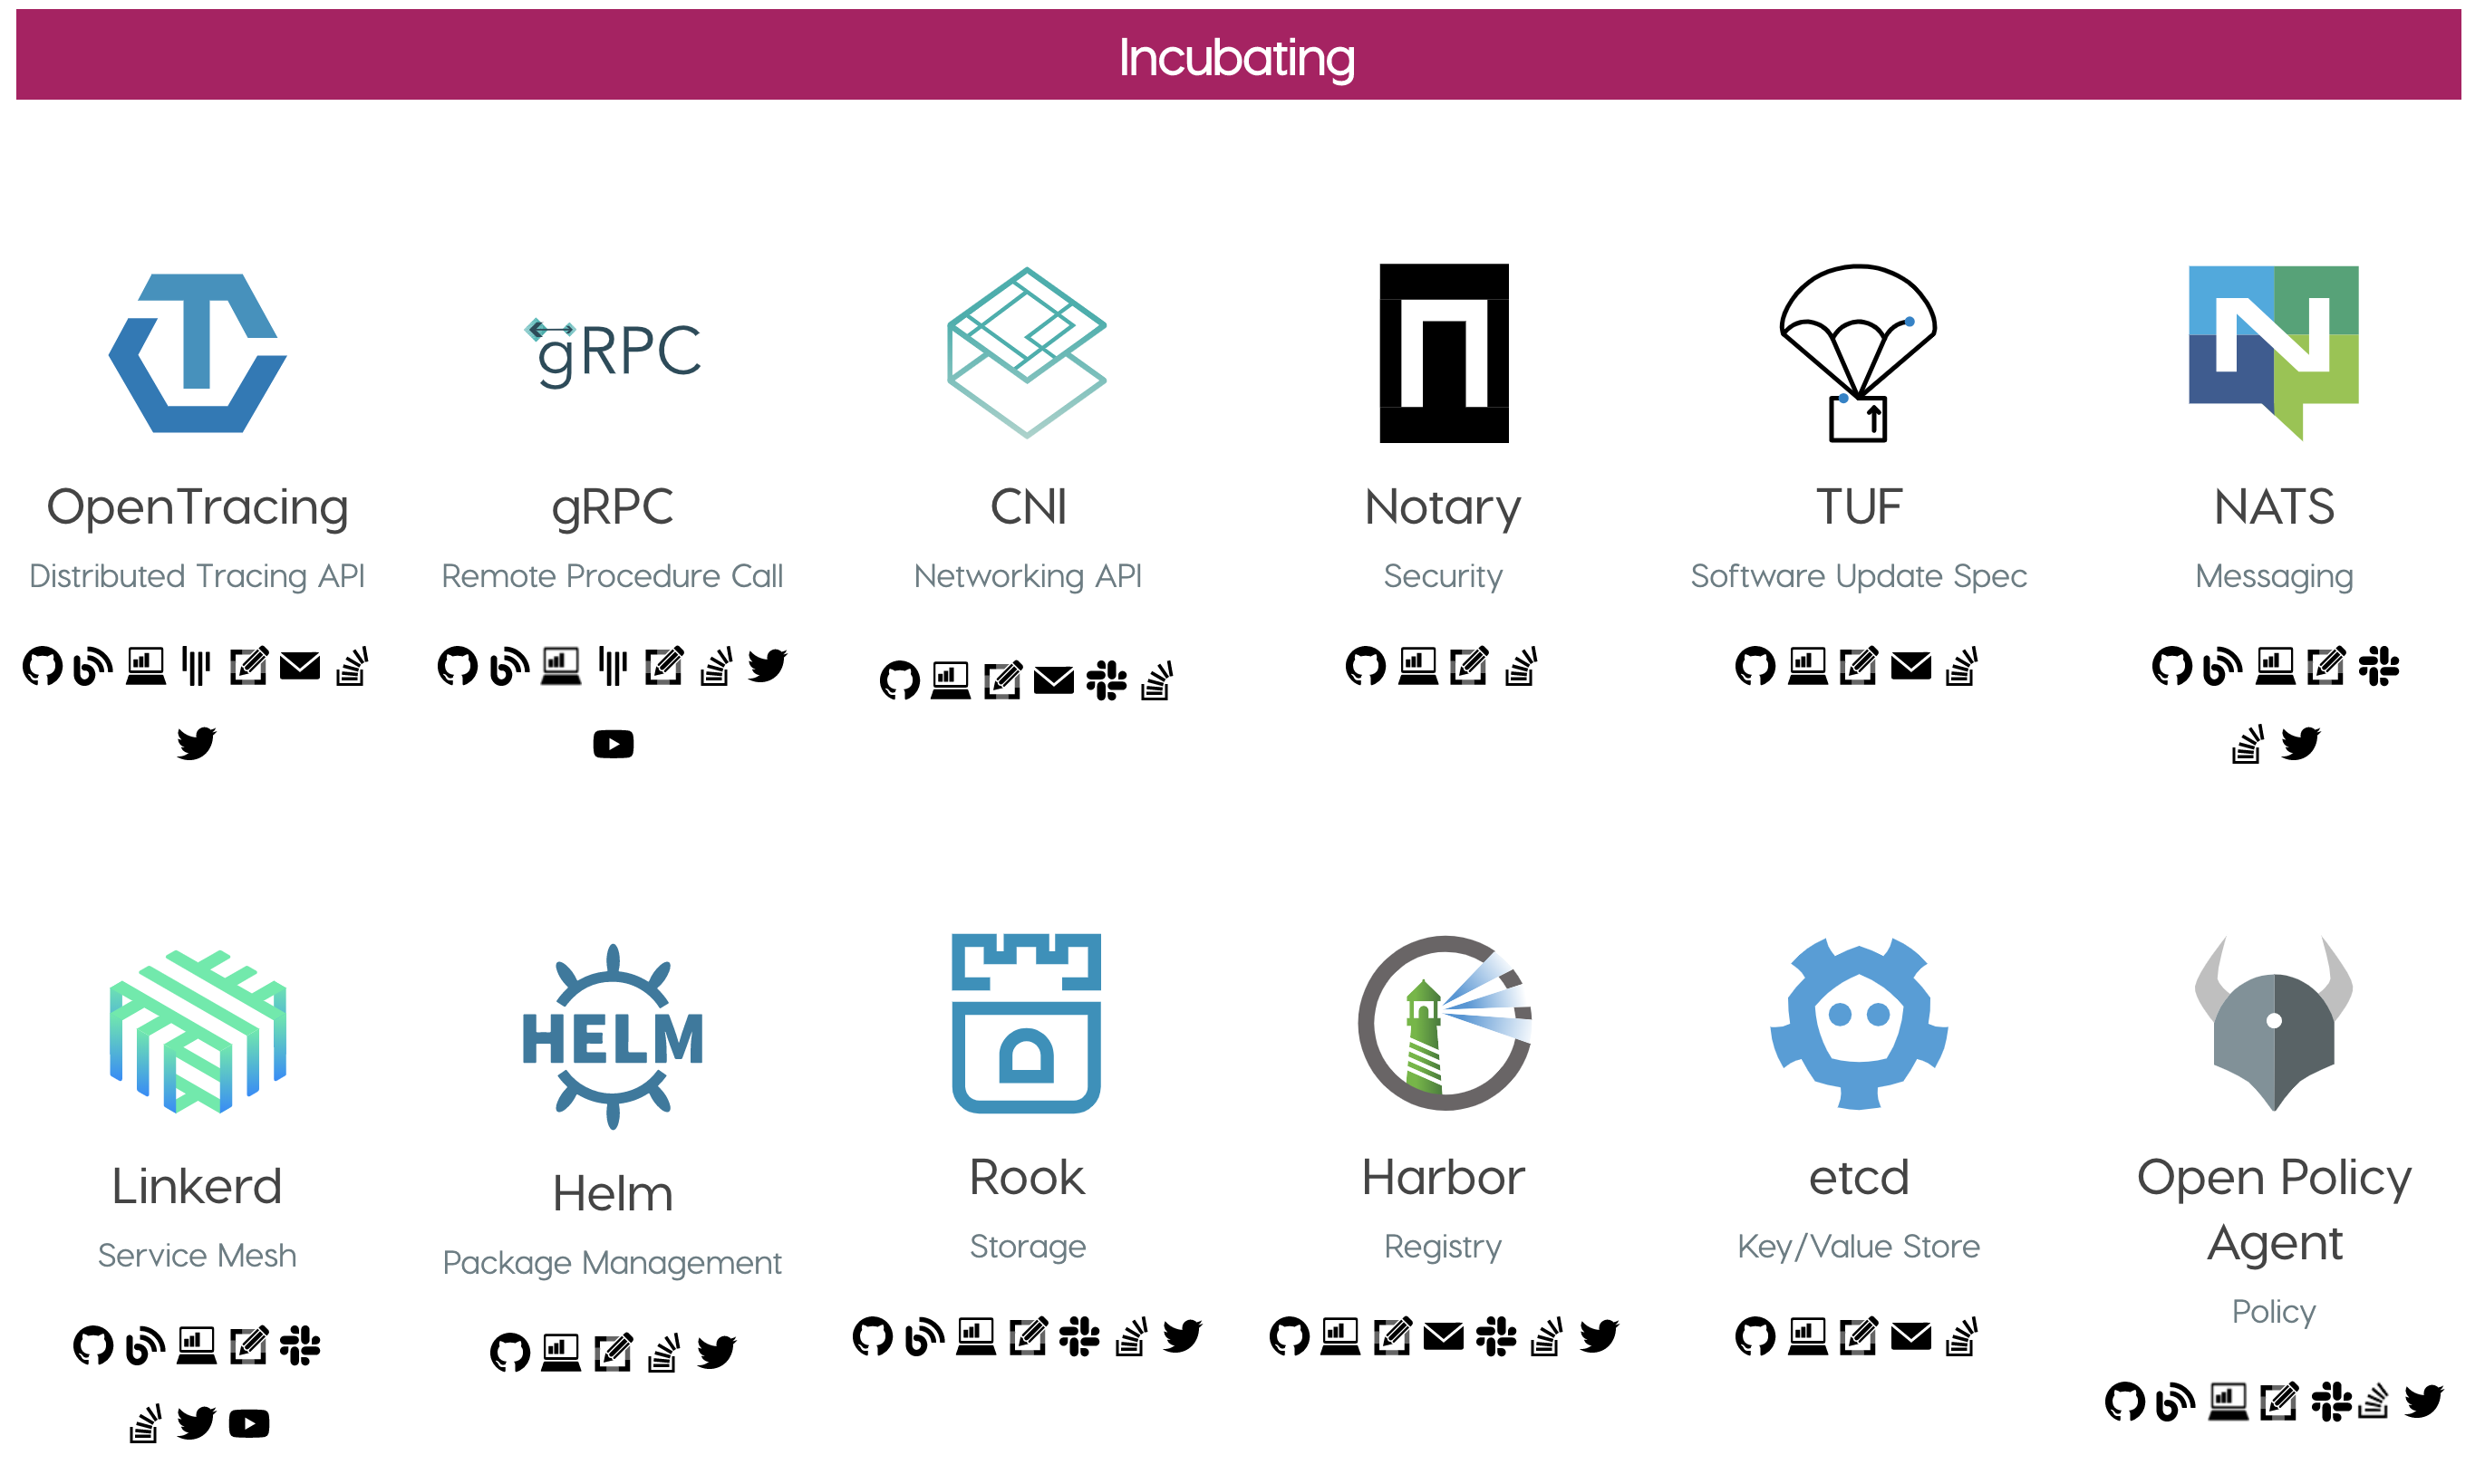 Incubating
gRPC
OpenTracing
gRPC
CNI
Notary
TUF
NATS
Distributed Tracing API
Remote Procedure Call
Networking API
Security
Software Update Spec
Messaging
HELM
Linkerd
Helm
Rook
Harbor
etcd
Open Policy
Agent
Service Mesh
Package Management
Storage
Registry
Key/Value Store
Policy